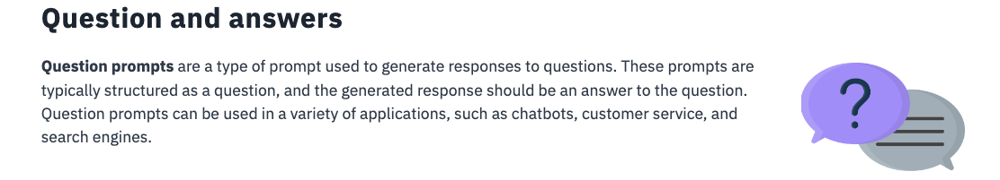 Question and answers
Question prompts are a type of prompt used to generate responses to questions. These prompts are
typically structured as a question, and the generated response should be an answer to the question.
Question prompts can be used in a variety of applications, such as chatbots, customer service, and
search engines.
?